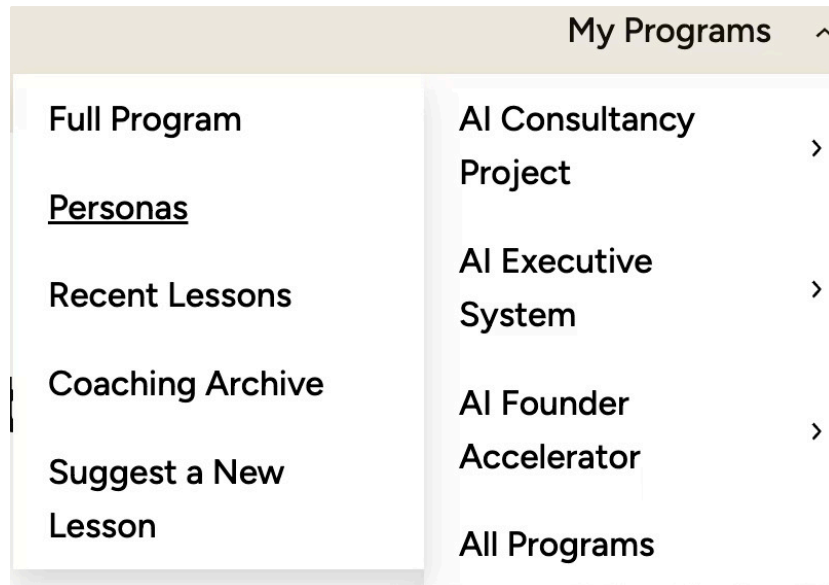 My Programs
Full Program
Personas
Recent Lessons
Coaching Archive
Suggest a New
Lesson
AI Consultancy
Project
AI Executive
System
AI Founder
Accelerator
All Programs